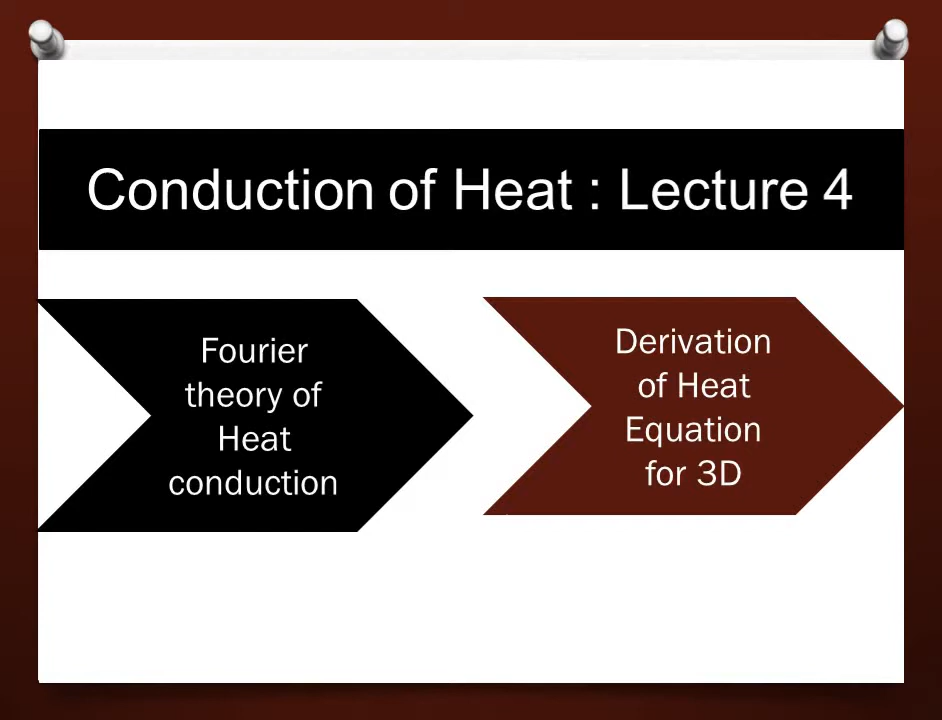 Conduction of Heat : Lecture 4
Fourier
theory of
Heat
conduction
Derivation
of Heat
Equation
for 3D